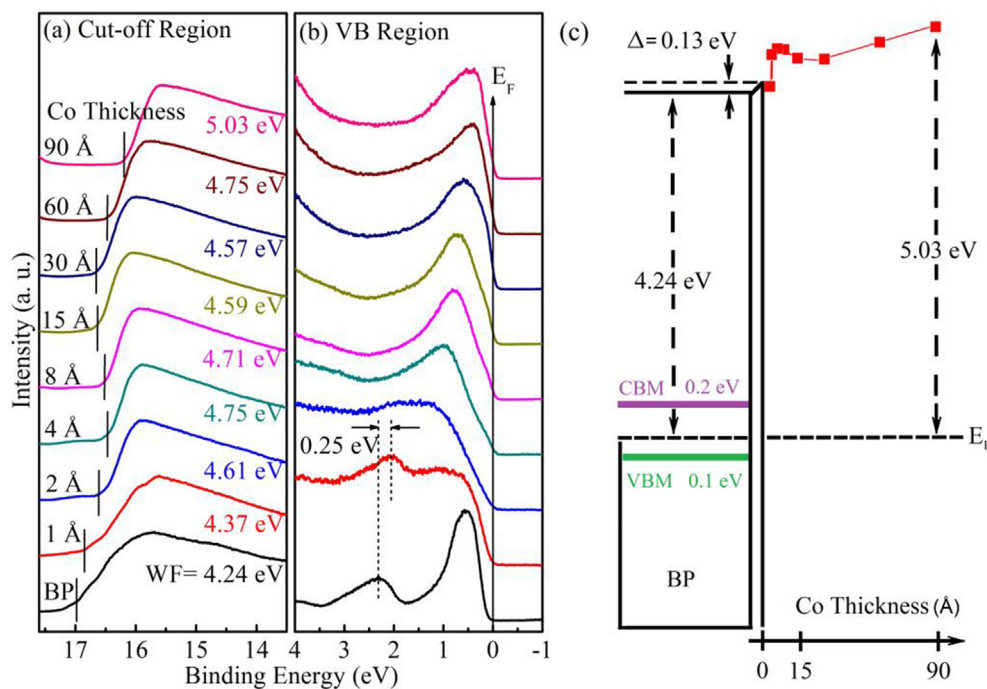 (a) Cut-off Region
Co Thickness
90 Å
5.03 eV
60 Å
4.75 eV
30 Å
4.57 eV
15 Å
4.59 eV
8 Å
4.71 eV
4 Å
4.75 eV
2 Å
4.61 eV
1 Å
4.37 eV
BP
WF= 4.24 eV
Intensity (a. u.)
17 16 15 14
(b) VB Region
E_F
0.25 eV
4 3 2 1 0 -1
Binding Energy (eV)
(c)
Δ= 0.13 eV
4.24 eV
5.03 eV
CBM 0.2 eV
E_F
VBM 0.1 eV
BP
Co Thickness (Å)
0 15 90